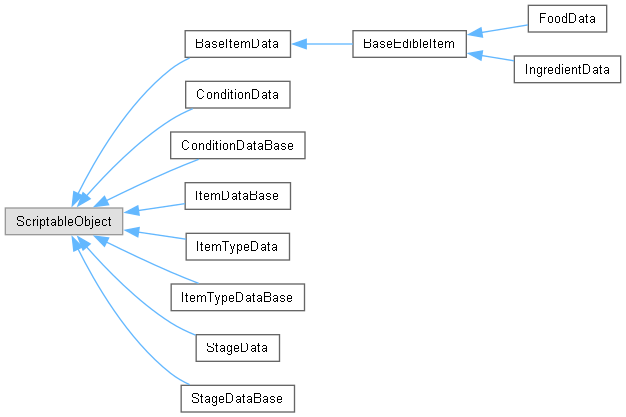 FoodData
BaseItemData
BaseEdibleItem
IngredientData
ConditionData
ConditionDataBase
ItemDataBase
ScriptableObject
ItemTypeData
ItemTypeDataBase
StageData
StageDataBase